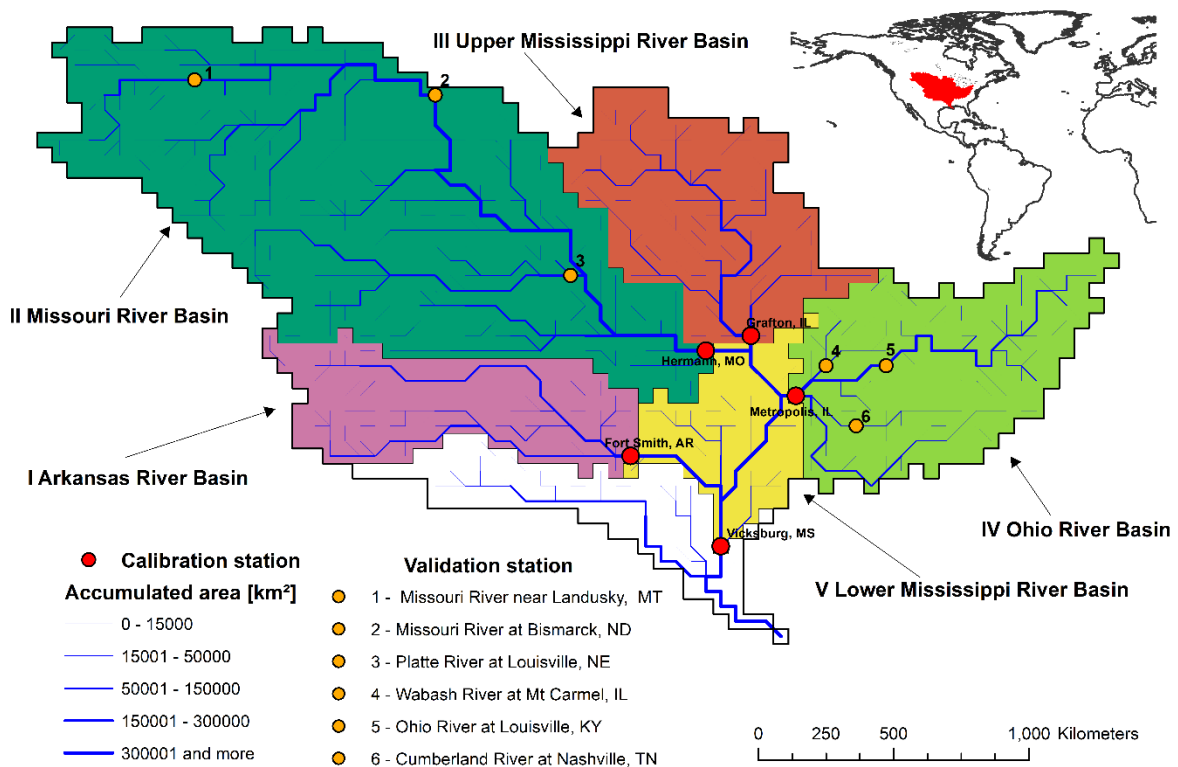 III Upper Mississippi River Basin
1
2
3
II Missouri River Basin
Grafton, IL
Hermann, MO
4
5
Metropolis, IL
6
Fort Smith, AR
I Arkansas River Basin
IV Ohio River Basin
Vicksburg, MS
V Lower Mississippi River Basin
Calibration station
Accumulated area [km²]
0 - 15000
15001 - 50000
50001 - 150000
150001 - 300000
300001 and more
Validation station
1 - Missouri River near Landusky, MT
2 - Missouri River at Bismarck, ND
3 - Platte River at Louisville, NE
4 - Wabash River at Mt Carmel, IL
5 - Ohio River at Louisville, KY
6 - Cumberland River at Nashville, TN
0 250 500 1,000 Kilometers